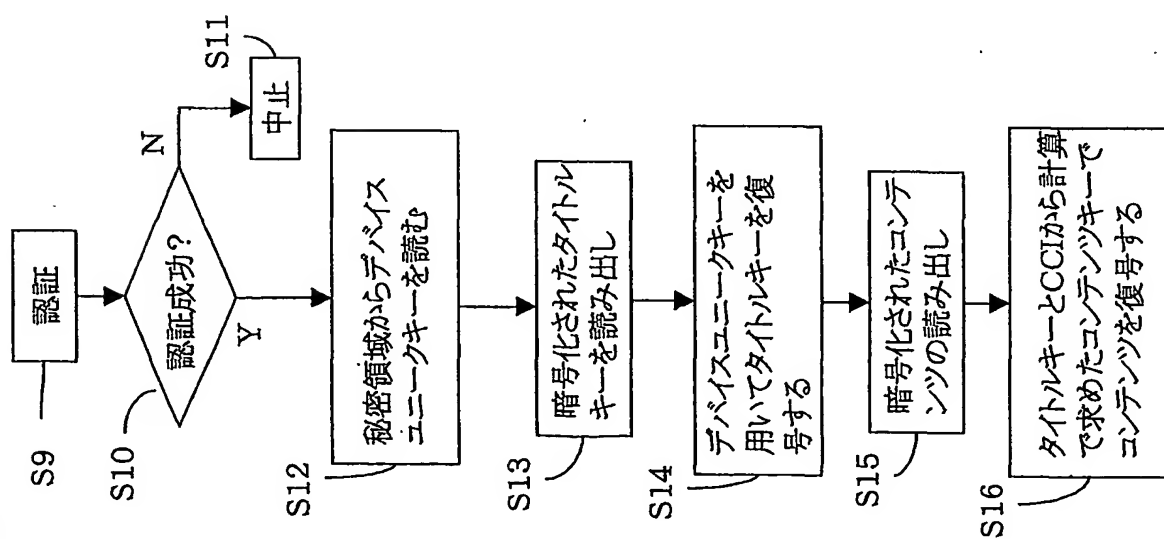 S9
認証
S10
認証成功?
N
S11
中止
Y
S12
秘密領域からデバイス
ユニークキーを読む
S13
暗号化されたタイトル
キーを読み出し
S14
デバイスユニークキーを
用いてタイトルキーを復
号する
S15
暗号化されたコンテ
ンツの読み出し
S16
タイトルキーとCCIから計算
で求めたコンテンツキーで
コンテンツを復号する